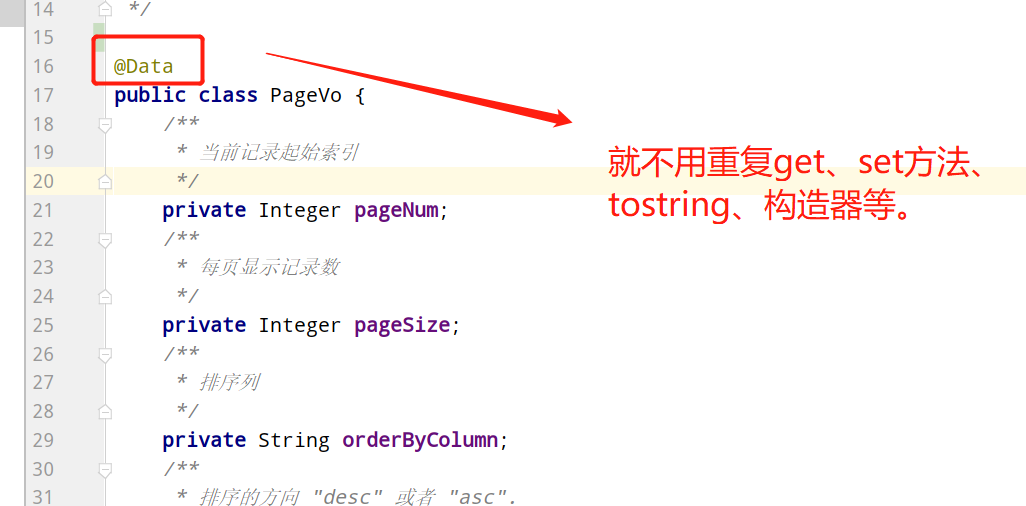 14 */
15
16 @Data
17 public class PageVo {
18 /**
19 * 当前记录起始索引
20 */
21 private Integer pageNum;
22 /**
23 * 每页显示记录数
24 */
25 private Integer pageSize;
26 /**
27 * 排序列
28 */
29 private String orderByColumn;
30 /**
31 * 排序的方向 "desc" 或者 "asc".
就不用重复get、set方法、
tostring、构造器等。